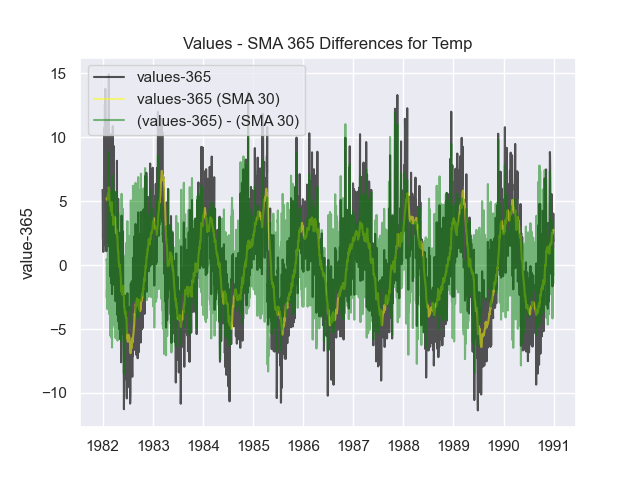 Values - SMA 365 Differences for Temp
values-365
values-365 (SMA 30)
(values-365) - (SMA 30)
value-365
15
10
5
0
−5
−10
1982 1983 1984 1985 1986 1987 1988 1989 1990 1991